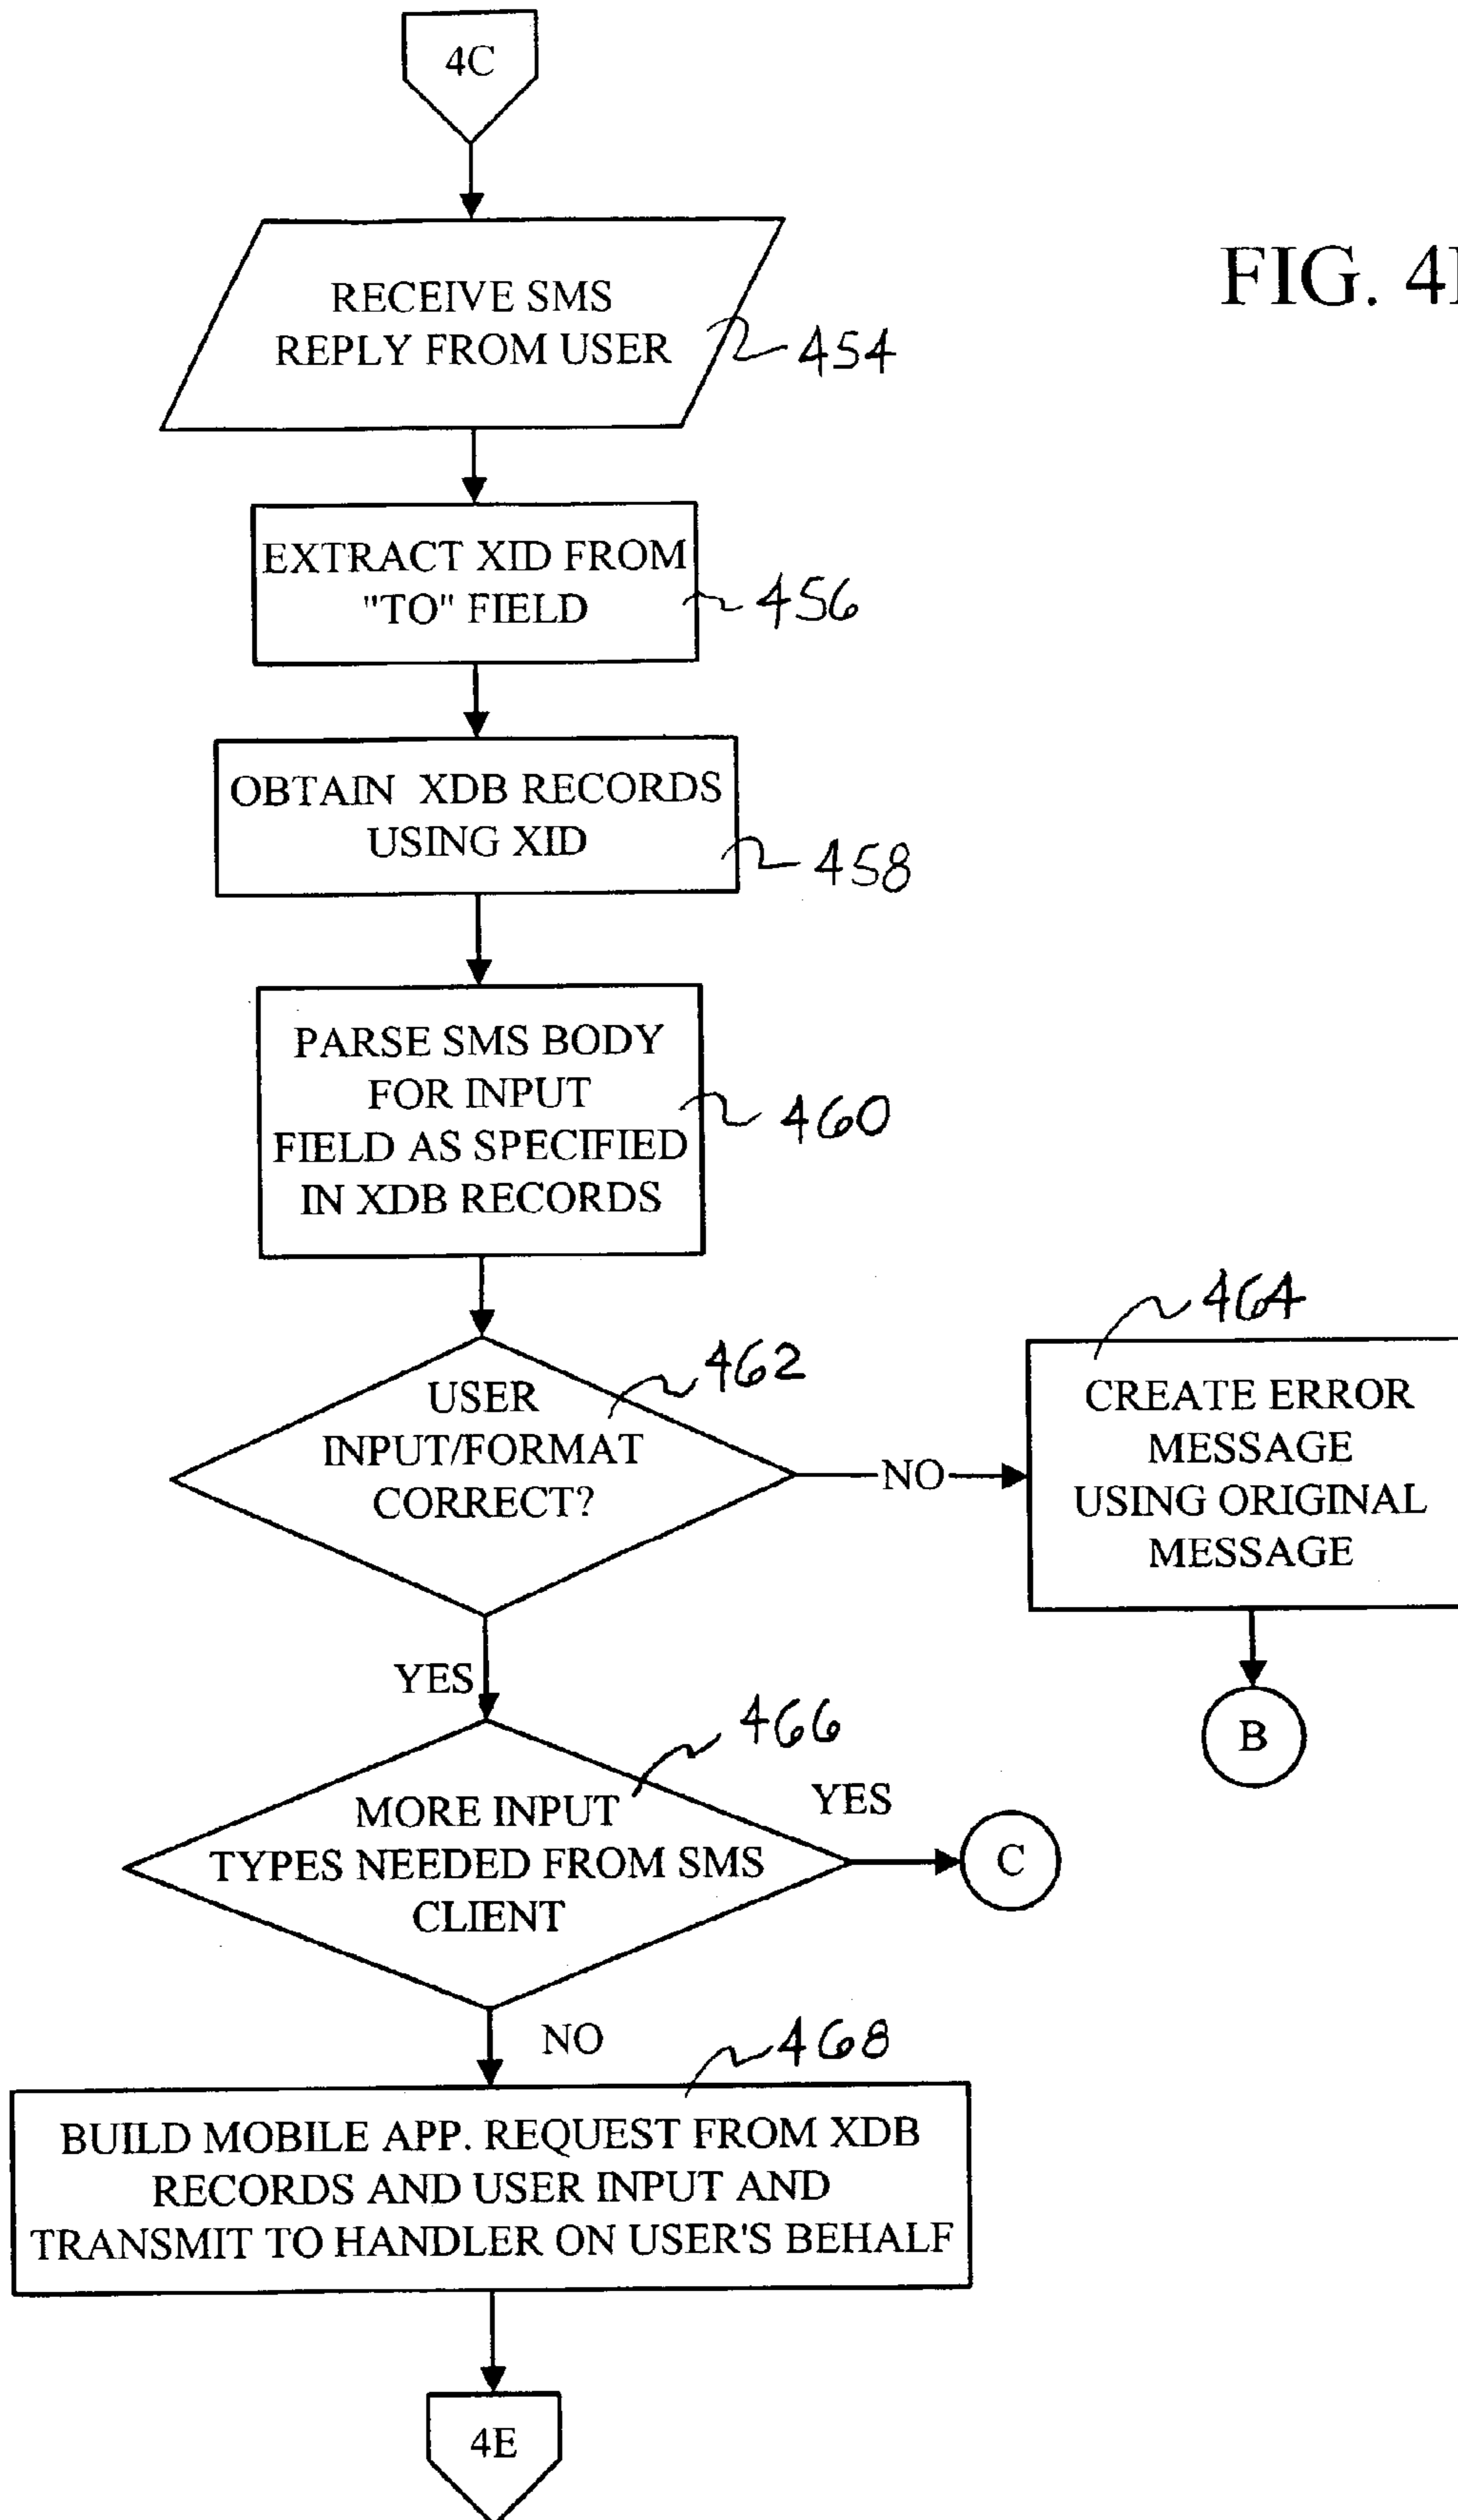 4C
FIG. 4
RECEIVE SMS
REPLY FROM USER
454
EXTRACT XID FROM
"TO" FIELD
456
OBTAIN XDB RECORDS
USING XID
458
PARSE SMS BODY
FOR INPUT
FIELD AS SPECIFIED
IN XDB RECORDS
460
USER
INPUT/FORMAT
CORRECT?
462
NO
464
CREATE ERROR
MESSAGE
USING ORIGINAL
MESSAGE
B
YES
466
MORE INPUT
TYPES NEEDED FROM SMS
CLIENT
YES
C
NO
468
BUILD MOBILE APP. REQUEST FROM XDB
RECORDS AND USER INPUT AND
TRANSMIT TO HANDLER ON USER'S BEHALF
4E